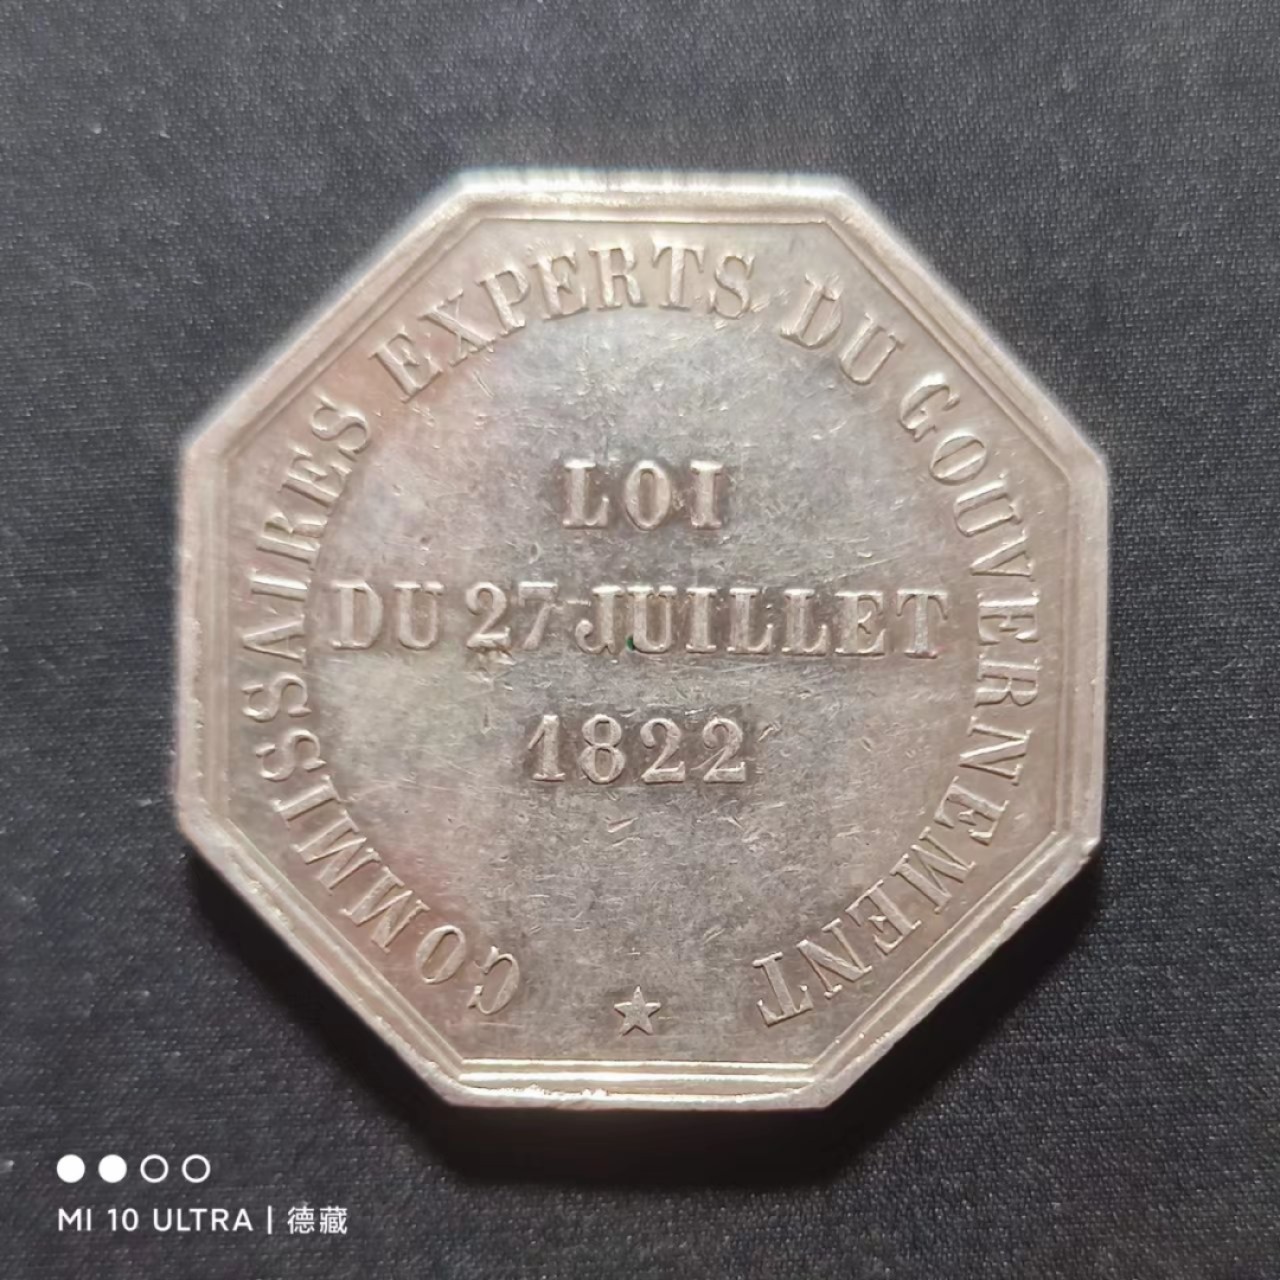 COMMISSAIRES EXPERTS DU GOUVERNEMENT
LOI
DU 27 JUILLET
1822
MI 10 ULTRA | 德藏